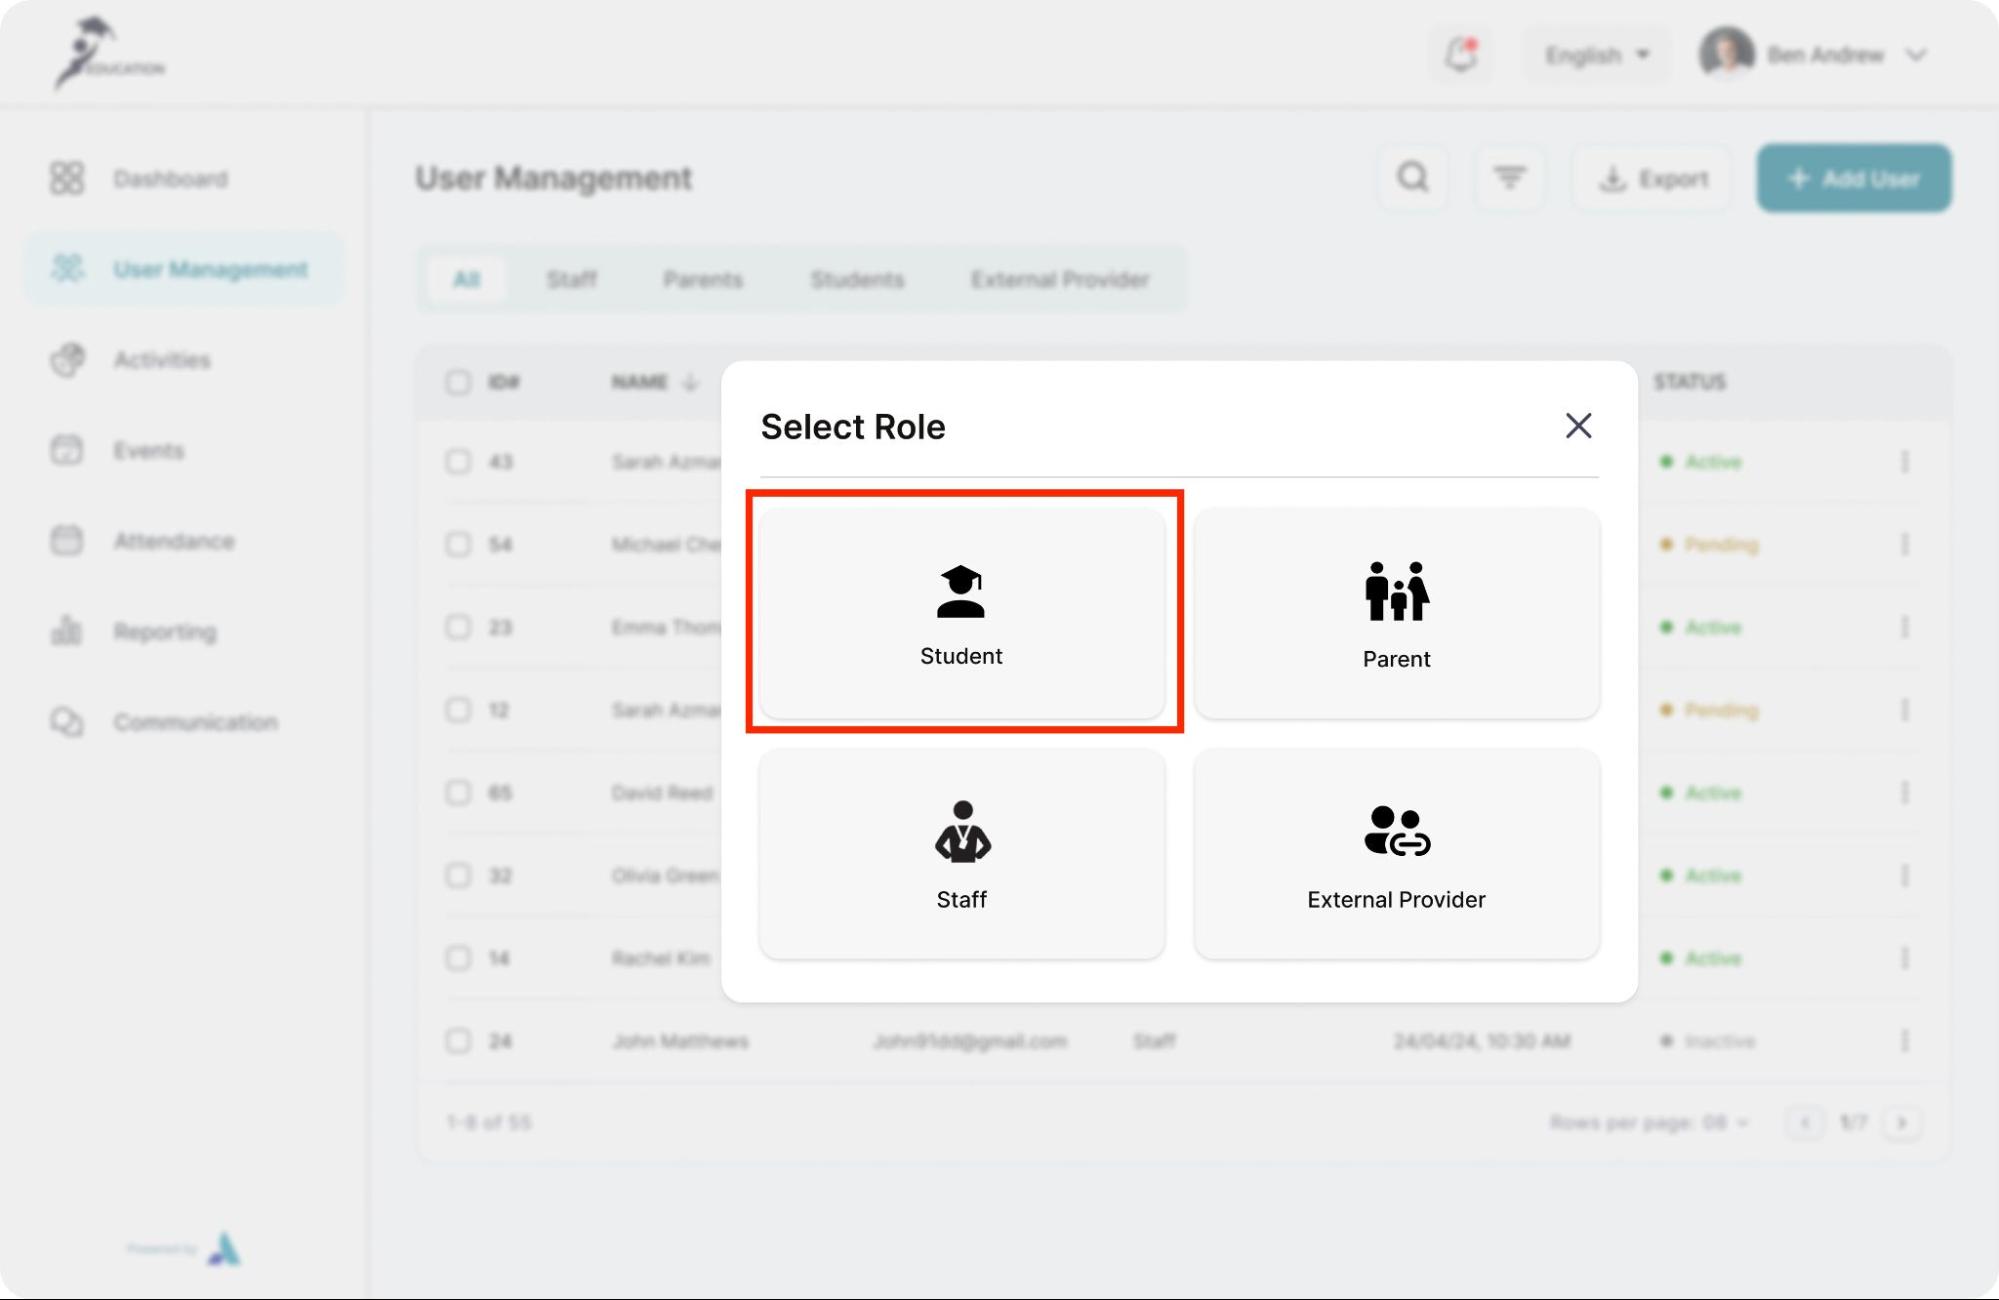 EDUCATION
English
Ben Andrew
Dashboard
User Management
Activities
Events
Attendance
Reporting
Communication
Powered by
User Management
Export
+ Add User
All Staff Parents Students External Provider
ID# NAME STATUS
43 Sarah Azma Active
54 Michael Che Pending
23 Emma Thom Active
12 Sarah Azma Pending
65 David Reed Active
32 Olivia Green Active
14 Rachel Kim Active
24 John Matthews John91dd@gmail.com Staff 24/04/24, 10:30 AM Inactive
1-8 of 55 Rows per page: 08 1/7
Select Role
Student
Parent
Staff
External Provider